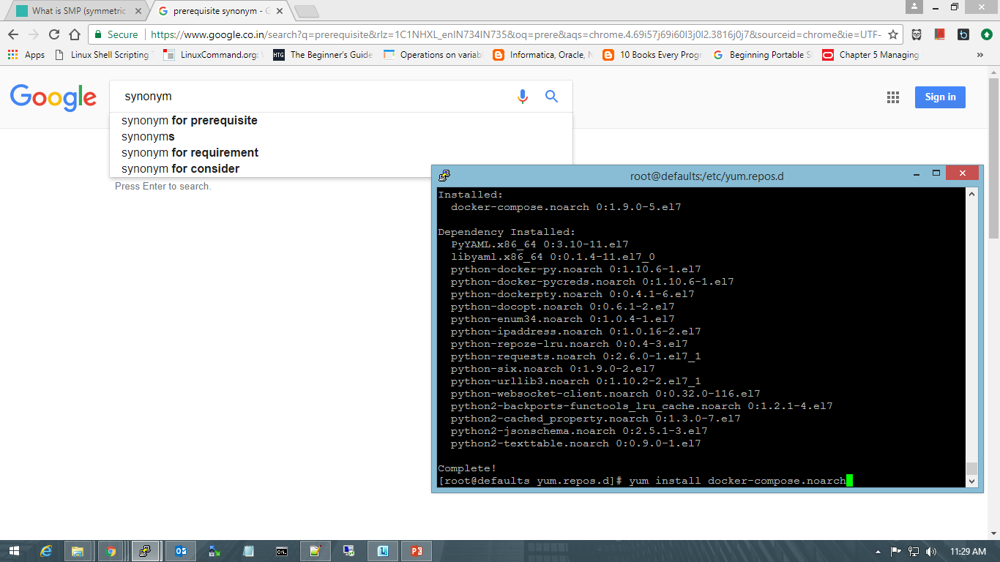 What is SMP (symmetric
prerequisite synonym - G
Secure
https://www.google.co.in/search?q=prerequisite&rlz=1C1NHXL_enIN734IN735&oq=prere&aqs=chrome.4.69i57j69i60l3j0l2.3816j0j7&sourceid=chrome&ie=UTF-
Apps
Linux Shell Scripting
LinuxCommand.org:
HTG
The Beginner's Guide
Operations on variab
Informatica, Oracle,
10 Books Every Prog
Beginning Portable S
Chapter 5 Managing
»
Google
synonym
Sign in
synonym for prerequisite
synonyms
synonym for requirement
synonym for consider
Press Enter to search.
root@defaults:/etc/yum.repos.d
Installed:
docker-compose.noarch 0:1.9.0-5.el7
Dependency Installed:
PyYAML.x86_64 0:3.10-11.el7
libyaml.x86_64 0:0.1.4-11.el7_0
python-docker-py.noarch 0:1.10.6-1.el7
python-docker-pycreds.noarch 0:1.10.6-1.el7
python-dockerpty.noarch 0:0.4.1-6.el7
python-docopt.noarch 0:0.6.1-2.el7
python-enum34.noarch 0:1.0.4-1.el7
python-ipaddress.noarch 0:1.0.16-2.el7
python-repoze-lru.noarch 0:0.4-3.el7
python-requests.noarch 0:2.6.0-1.el7_1
python-six.noarch 0:1.9.0-2.el7
python-urllib3.noarch 0:1.10.2-2.el7_1
python-websocket-client.noarch 0:0.32.0-116.el7
python2-backports-functools_lru_cache.noarch 0:1.2.1-4.el7
python2-cached_property.noarch 0:1.3.0-7.el7
python2-jsonschema.noarch 0:2.5.1-3.el7
python2-texttable.noarch 0:0.9.0-1.el7
Complete!
[root@defaults yum.repos.d]# yum install docker-compose.noarch
11:29 AM